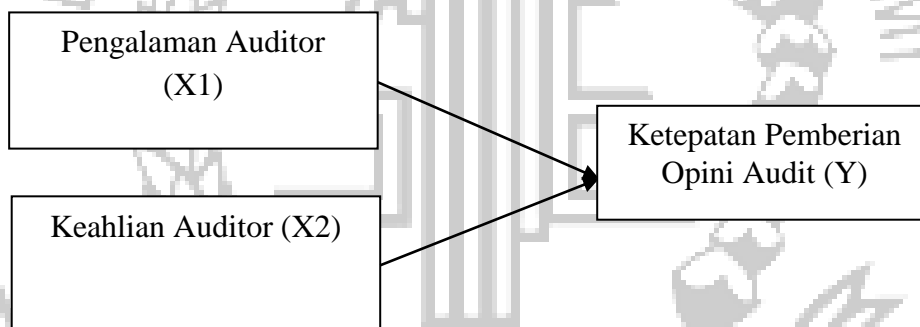 Pengalaman Auditor
(X1)
Keahlian Auditor (X2)
Ketepatan Pemberian
Opini Audit (Y)